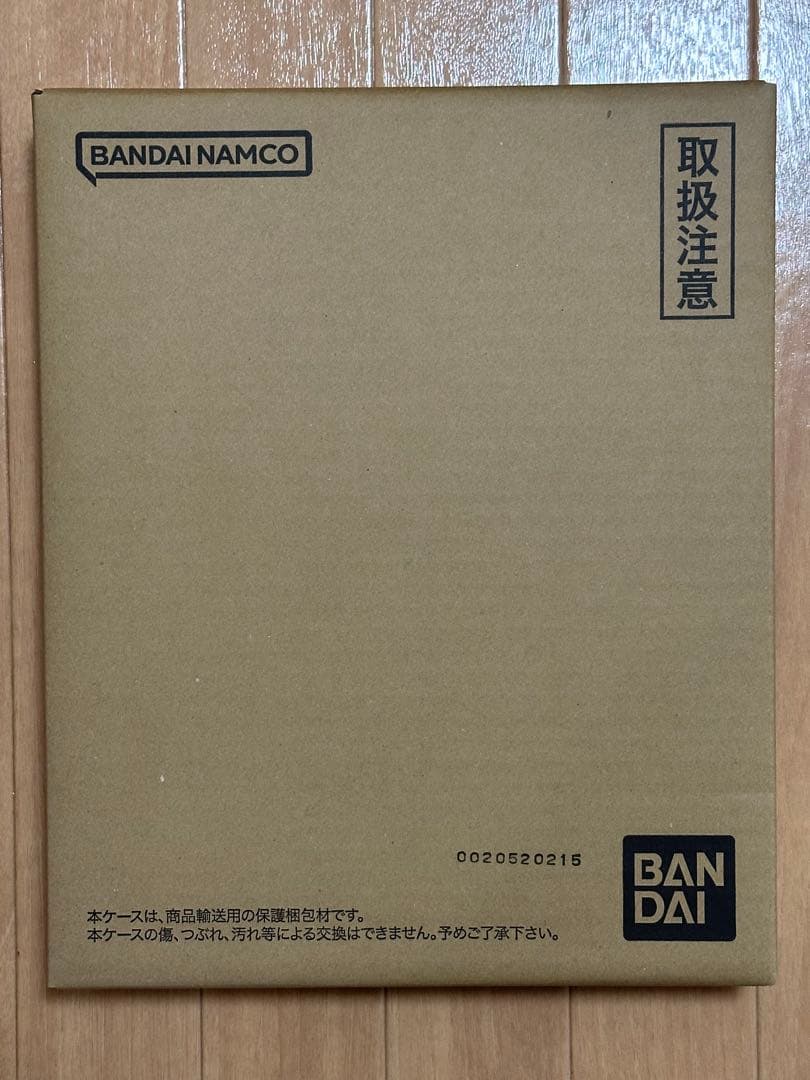 BANDAI NAMCO
取扱注意
0020520215
BAN
DAI
本ケースは、商品輸送用の保護梱包材です。
本ケースの傷、つぶれ、汚れ等による交換はできません。予めご了承下さい。